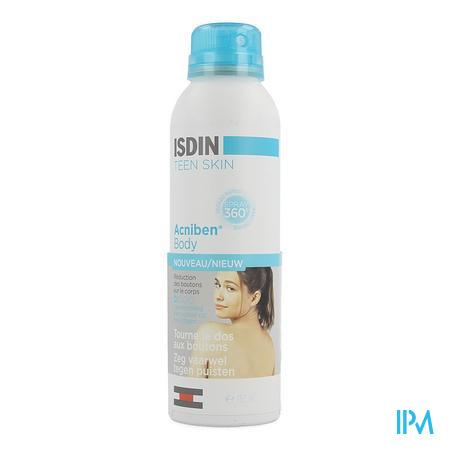 ISDIN
TEEN SKIN
SPRAY
360°
Acniben®
Body
NOUVEAU/NIEUW
Réduction
des boutons
sur le corps
Tourne le dos
aux boutons
Zeg vaarwel
tegen puisten
IPM